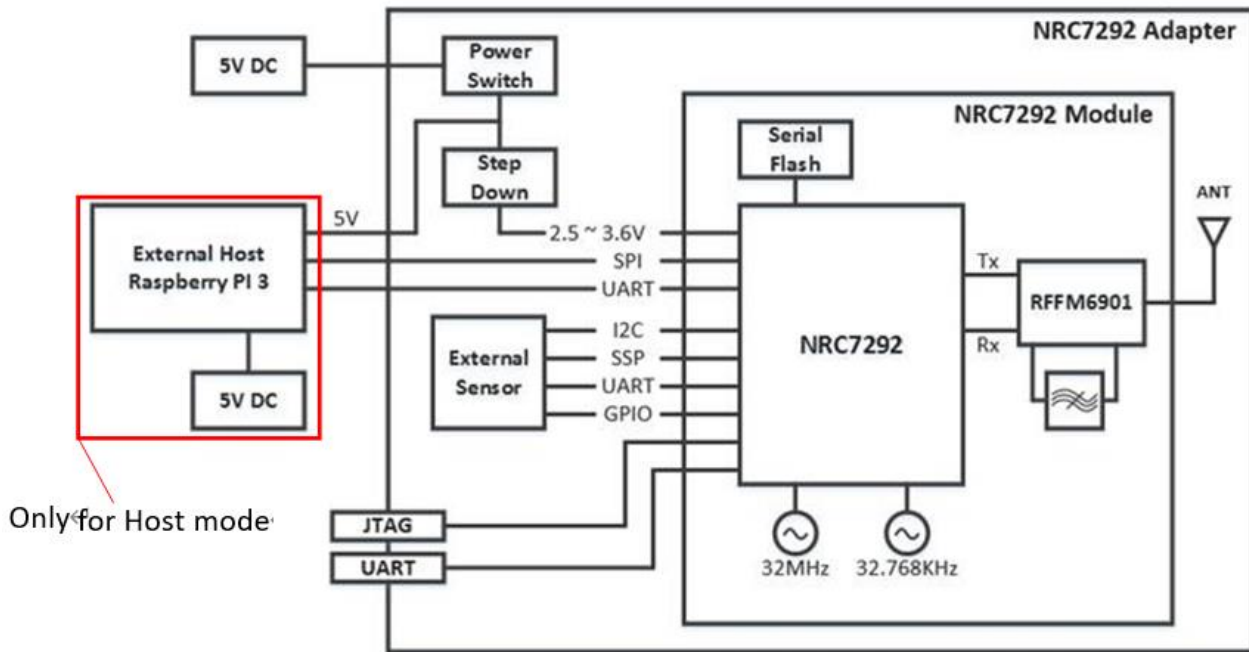 NRC7292 Adapter
5V DC
Power
Switch
NRC7292 Module
Serial
Flash
Step
Down
ANT
5V
2.5 ~ 3.6V
External Host
Raspberry PI 3
SPI
UART
Tx
RFFM6901
NRC7292
Rx
I2C
External
Sensor
SSP
UART
GPIO
5V DC
Only for Host mode
JTAG
UART
32MHz
32.768KHz